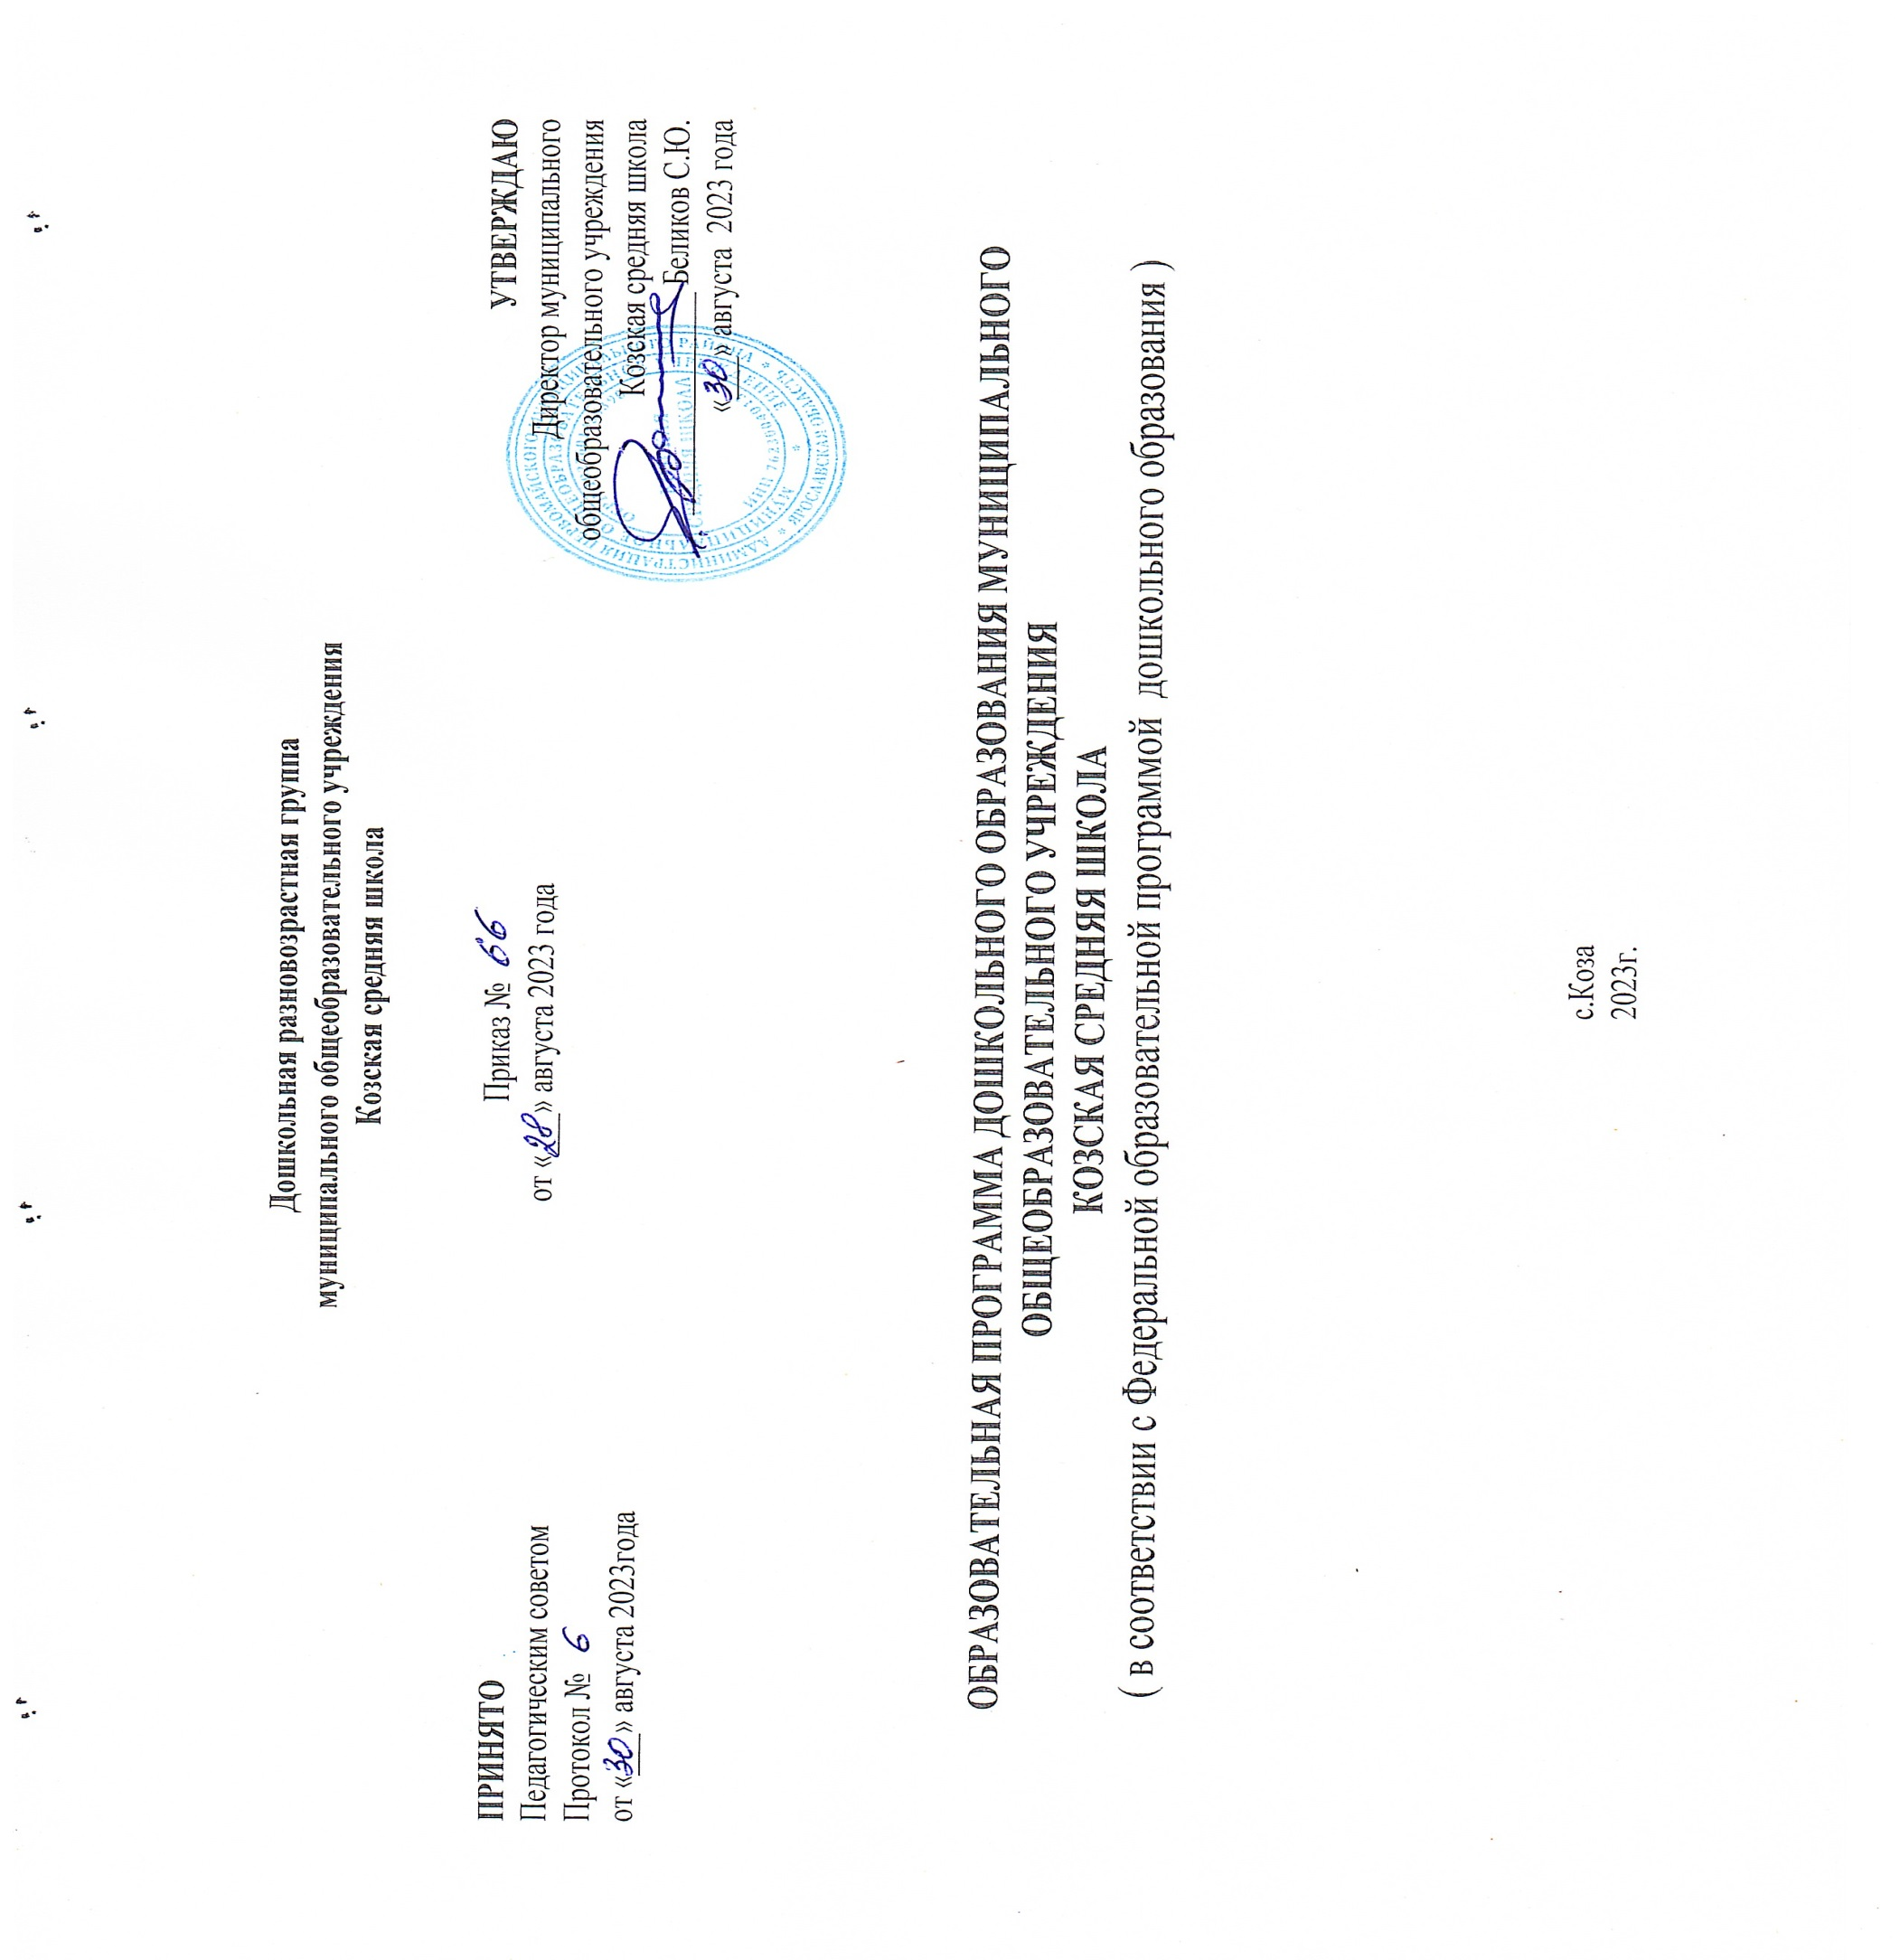 Дошкольная разновозрастная группа
муниципального общеобразовательного учреждения
Козская средняя школа
ПРИНЯТО
Педагогическим советом
Протокол № 6
от «30» августа 2023года
Приказ № 66
от «28» августа 2023 года
УТВЕРЖДАЮ
Директор муниципального
общеобразовательного учреждения
Козская средняя школа
Беликов С.Ю.
«30» августа 2023 года
ОБРАЗОВАТЕЛЬНАЯ ПРОГРАММА ДОШКОЛЬНОГО ОБРАЗОВАНИЯ МУНИЦИПАЛЬНОГО
ОБЩЕОБРАЗОВАТЕЛЬНОГО УЧРЕЖДЕНИЯ
КОЗСКАЯ СРЕДНЯЯ ШКОЛА
( в соответствии с Федеральной образовательной программой дошкольного образования )
с.Коза
2023г.